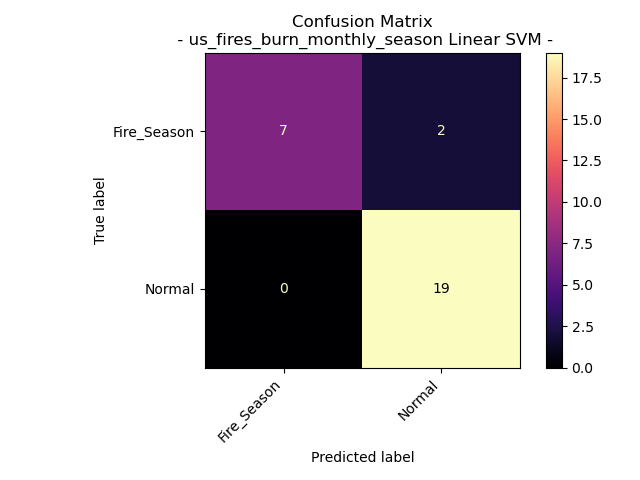 Confusion Matrix
- us_fires_burn_monthly_season Linear SVM -
True label
Fire_Season
7
2
Normal
0
19
Fire_Season
Normal
Predicted label
17.5
15.0
12.5
10.0
7.5
5.0
2.5
0.0